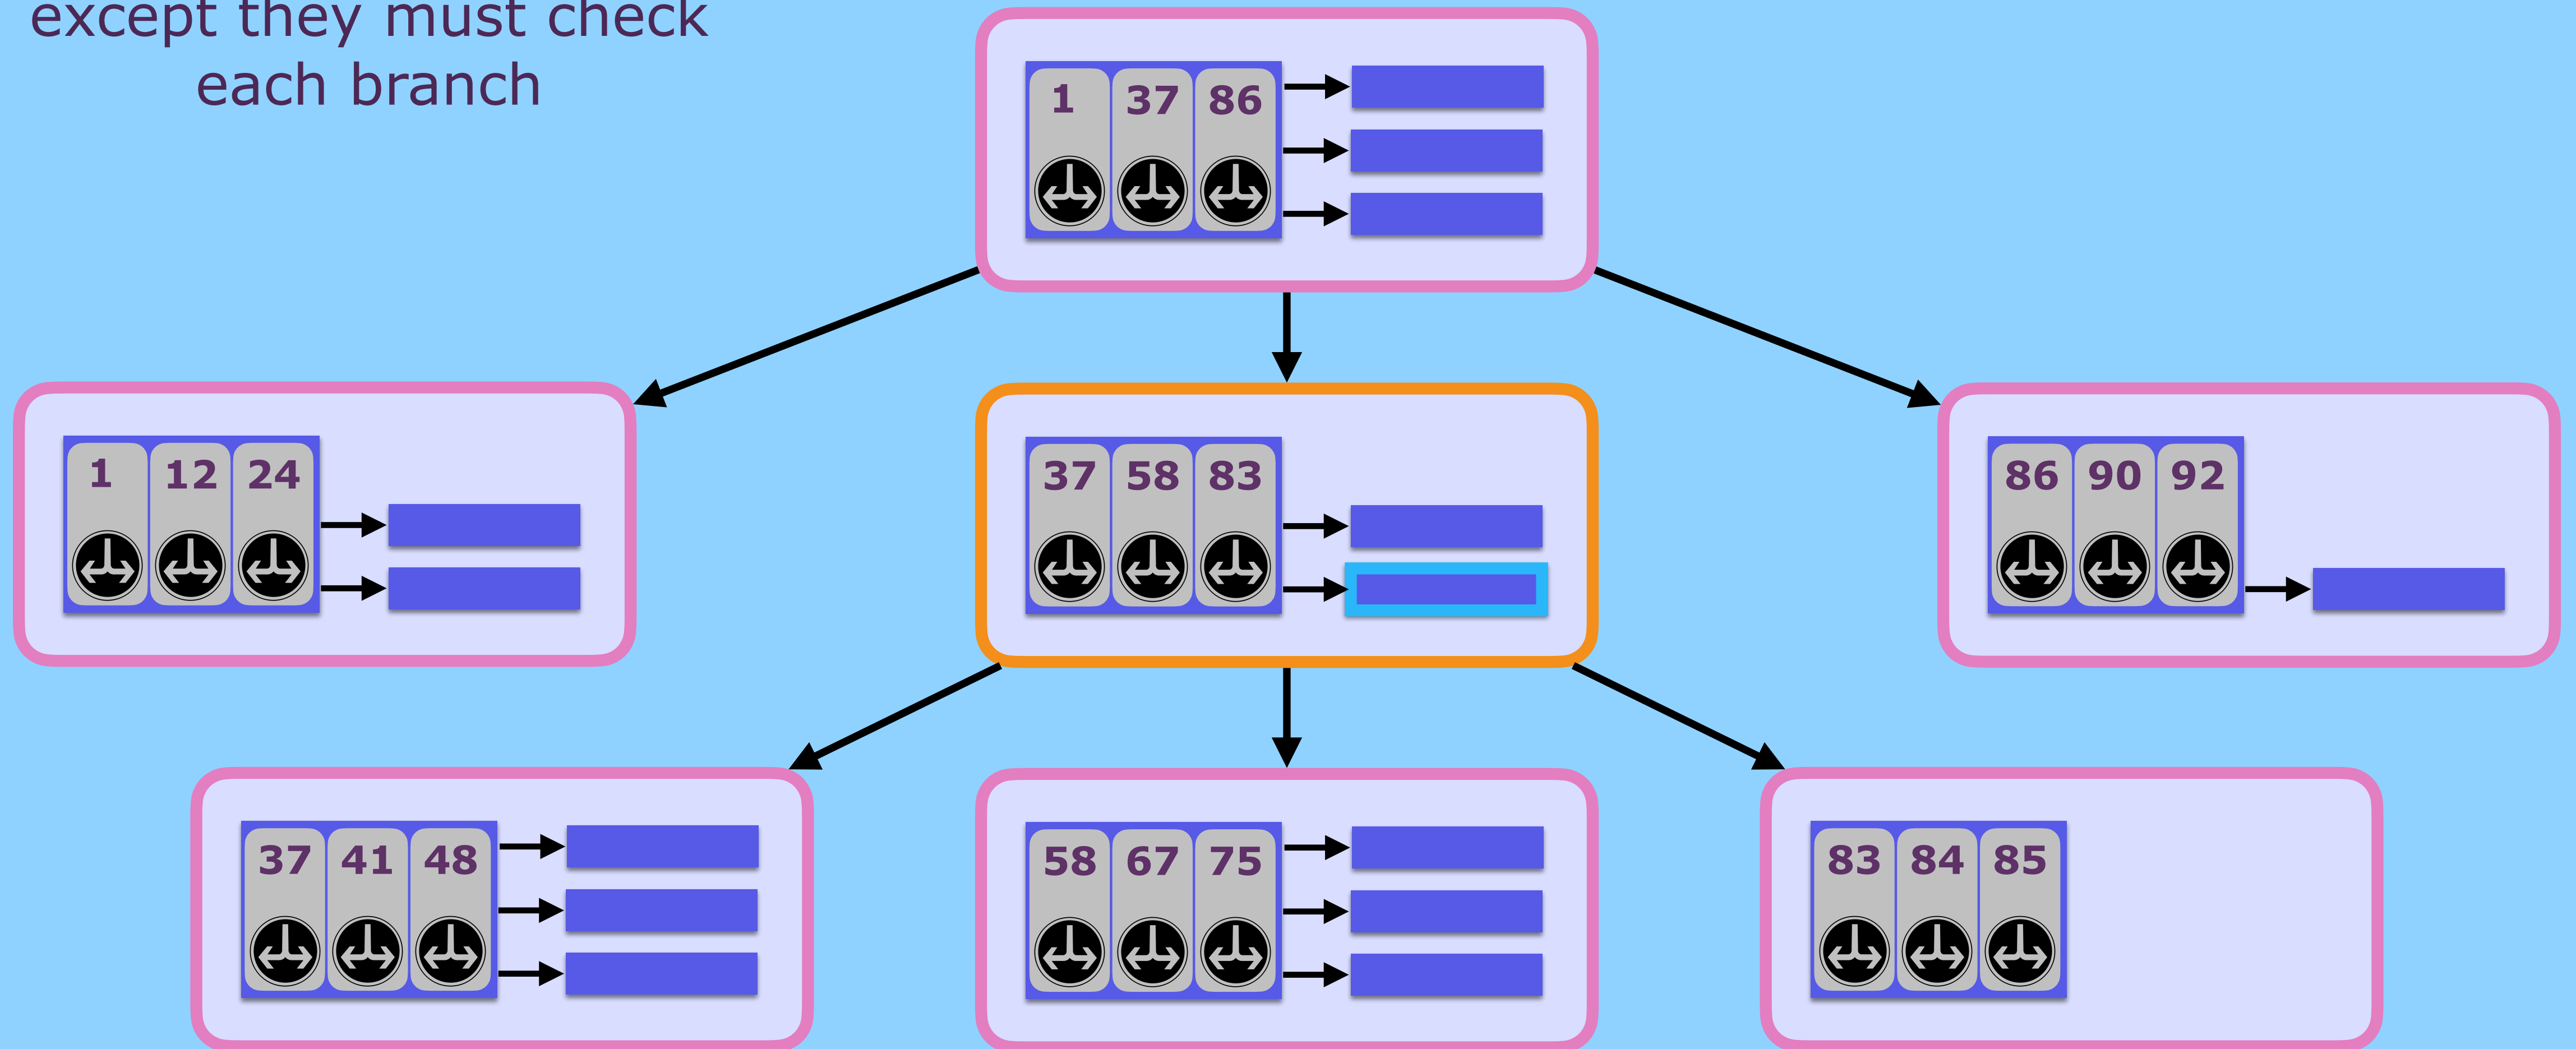 except they must check
each branch
1 37 86
1 12 24
37 58 83
86 90 92
37 41 48
58 67 75
83 84 85